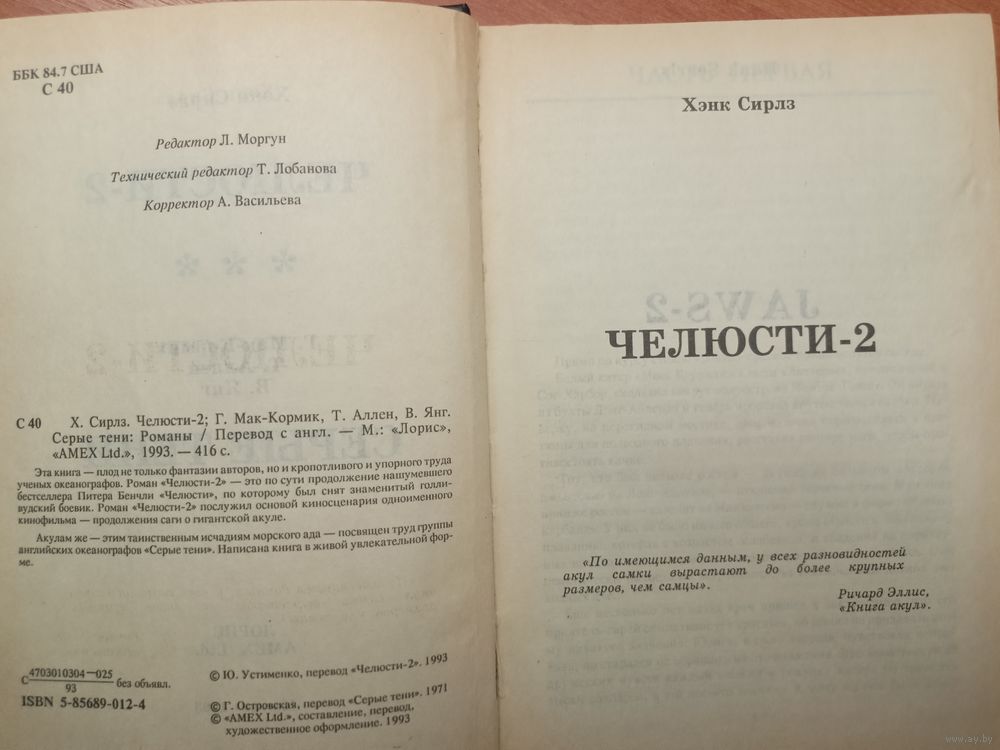 ББК 84.7 США
С 40
Редактор Л. Моргун
Технический редактор Т. Лобанова
Корректор А. Васильева
С 40 Х. Сирлз. Челюсти-2; Г. Мак-Кормик, Т. Аллен, В. Янг.
Серые тени: Романы / Перевод с англ. — М.: «Лорис»,
«AMEX Ltd.», 1993. — 416 с.
Эта книга — плод не только фантазии авторов, но и кропотливого и упорного труда
ученых океанографов. Роман «Челюсти-2» — это по сути продолжение нашумевшего
бестселлера Питера Бенчли «Челюсти», по которому был снят знаменитый голли-
вудский боевик. Роман «Челюсти-2» послужил основой киносценария одноименного
кинофильма — продолжения саги о гигантской акуле.
Акулам же — этим таинственным исчадиям морского ада — посвящен труд группы
английских океанографов «Серые тени». Написана книга в живой увлекательной фор-
ме.
С 4703010304—025
93 без объявл.
ISBN 5-85689-012-4
© Ю. Устименко, перевод «Челюсти-2». 1993
© Г. Островская, перевод «Серые тени». 1971
© «AMEX Ltd.», составление, перевод,
художественное оформление. 1993
Хэнк Сирлз
JAWS-2
ЧЕЛЮСТИ-2
«По имеющимся данным, у всех разновидностей
акул самки вырастают до более крупных
размеров, чем самцы».
Ричард Эллис,
«Книга акул».
www.ay.by